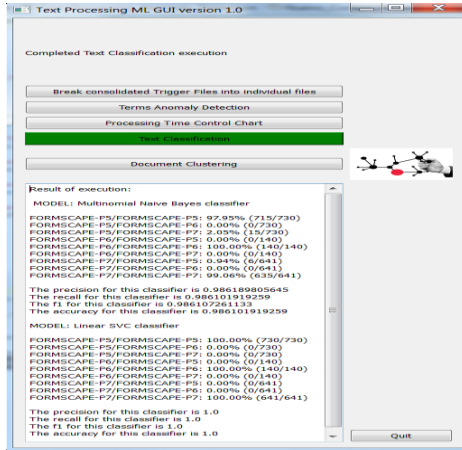 Text Processing ML GUI version 1.0
Completed Text Classification execution
Break consolidated Trigger Files into individual files
Terms Anomaly Detection
Processing Time Control Chart
Text Classification
Document Clustering
Result of execution:
MODEL: Multinomial Naive Bayes classifier
FORMSCAPE-P5/FORMSCAPE-P5: 97.95% (715/730)
FORMSCAPE-P5/FORMSCAPE-P6: 0.00% (0/730)
FORMSCAPE-P5/FORMSCAPE-P7: 2.05% (15/730)
FORMSCAPE-P6/FORMSCAPE-P5: 0.00% (0/140)
FORMSCAPE-P6/FORMSCAPE-P6: 100.00% (140/140)
FORMSCAPE-P6/FORMSCAPE-P7: 0.00% (0/140)
FORMSCAPE-P7/FORMSCAPE-P5: 0.94% (6/641)
FORMSCAPE-P7/FORMSCAPE-P6: 0.00% (0/641)
FORMSCAPE-P7/FORMSCAPE-P7: 99.06% (635/641)
The precision for this classifier is 0.986189805645
The recall for this classifier is 0.986101919259
The f1 for this classifier is 0.986107261133
The accuracy for this classifier is 0.986101919259
MODEL: Linear SVC classifier
FORMSCAPE-P5/FORMSCAPE-P5: 100.00% (730/730)
FORMSCAPE-P5/FORMSCAPE-P6: 0.00% (0/730)
FORMSCAPE-P5/FORMSCAPE-P7: 0.00% (0/730)
FORMSCAPE-P6/FORMSCAPE-P5: 0.00% (0/140)
FORMSCAPE-P6/FORMSCAPE-P6: 100.00% (140/140)
FORMSCAPE-P6/FORMSCAPE-P7: 0.00% (0/140)
FORMSCAPE-P7/FORMSCAPE-P5: 0.00% (0/641)
FORMSCAPE-P7/FORMSCAPE-P6: 0.00% (0/641)
FORMSCAPE-P7/FORMSCAPE-P7: 100.00% (641/641)
The precision for this classifier is 1.0
The recall for this classifier is 1.0
The f1 for this classifier is 1.0
The accuracy for this classifier is 1.0
Quit